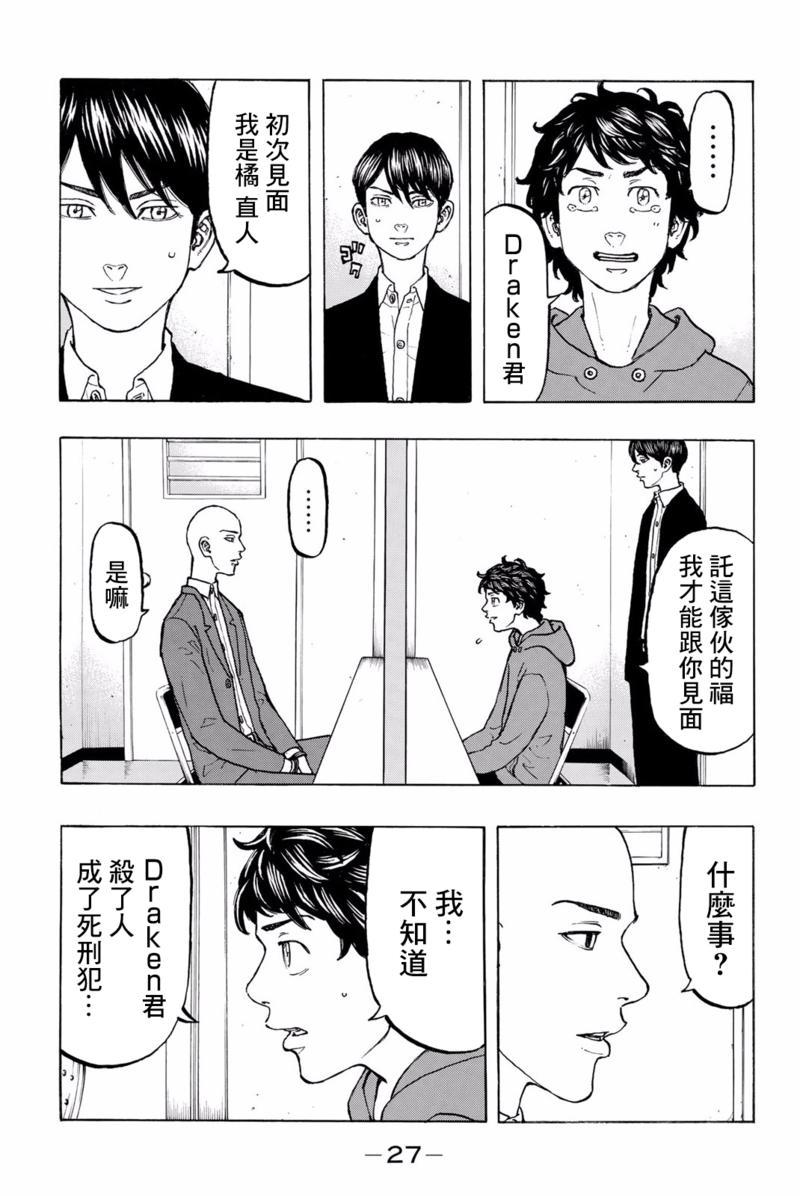 ……
Draken君
ゴク
初次見面
我是橘 直人
託這傢伙的福
我才能跟你見面
……
是嘛
什麼事?
我…
不知道
Draken君
殺了人
成了死刑犯…
—27—